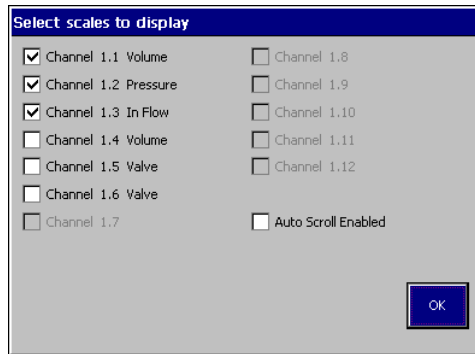 Select scales to display
Channel 1.1 Volume
Channel 1.2 Pressure
Channel 1.3 In Flow
Channel 1.4 Volume
Channel 1.5 Valve
Channel 1.6 Valve
Channel 1.7
Channel 1.8
Channel 1.9
Channel 1.10
Channel 1.11
Channel 1.12
Auto Scroll Enabled
OK